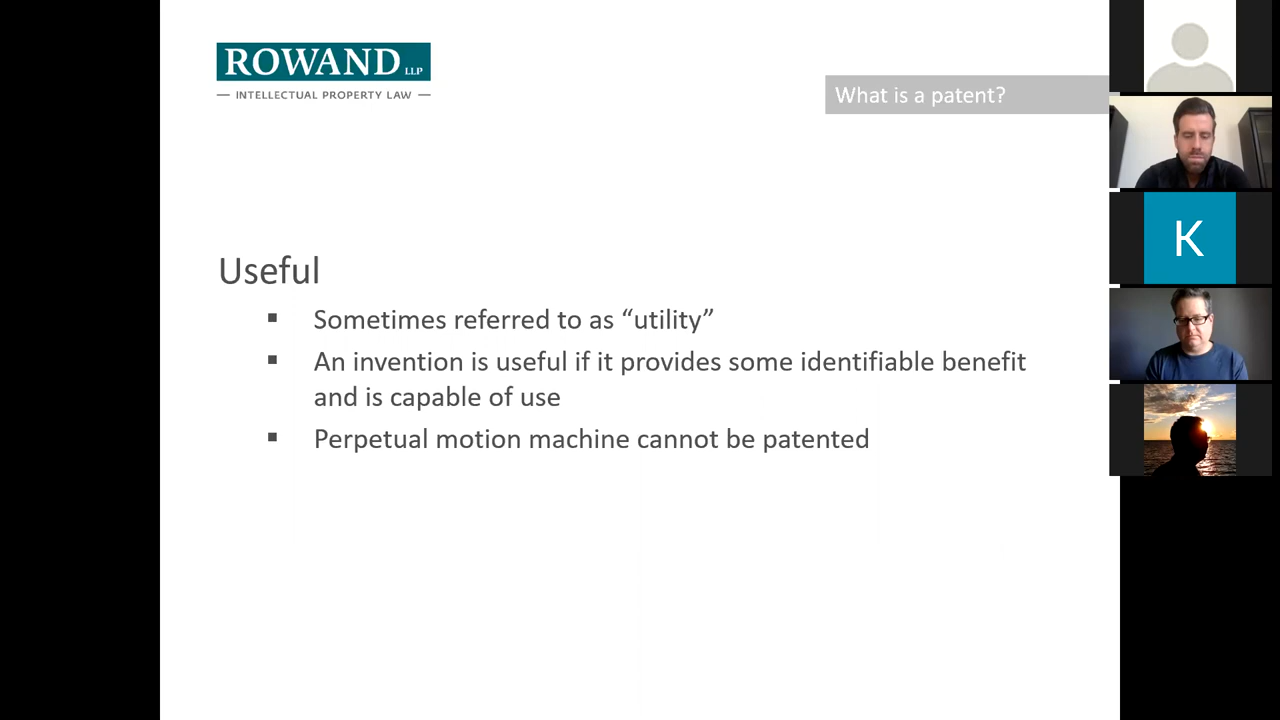 ROWAND LLP
— INTELLECTUAL PROPERTY LAW —
What is a patent?
K
Useful
▪ Sometimes referred to as “utility”
▪ An invention is useful if it provides some identifiable benefit
and is capable of use
▪ Perpetual motion machine cannot be patented